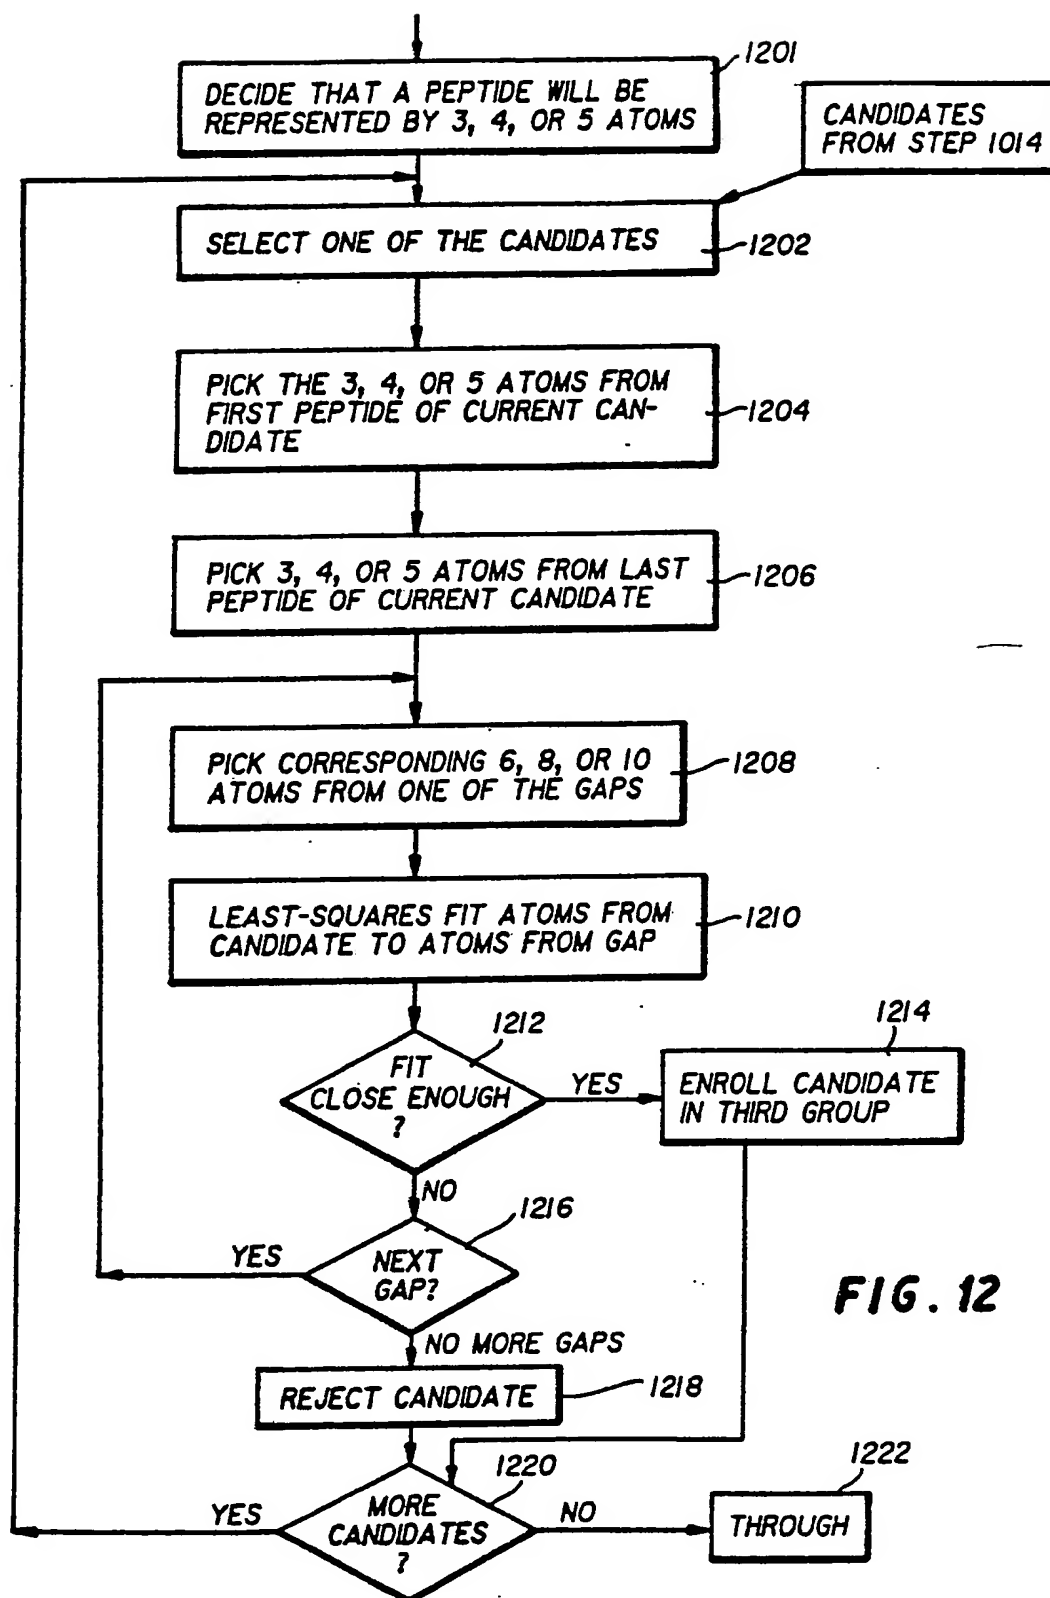 1201
DECIDE THAT A PEPTIDE WILL BE
REPRESENTED BY 3, 4, OR 5 ATOMS
CANDIDATES
FROM STEP 1014
SELECT ONE OF THE CANDIDATES
1202
PICK THE 3, 4, OR 5 ATOMS FROM
FIRST PEPTIDE OF CURRENT CAN-
DIDATE
1204
PICK 3, 4, OR 5 ATOMS FROM LAST
PEPTIDE OF CURRENT CANDIDATE
1206
PICK CORRESPONDING 6, 8, OR 10
ATOMS FROM ONE OF THE GAPS
1208
LEAST-SQUARES FIT ATOMS FROM
CANDIDATE TO ATOMS FROM GAP
1210
1212
FIT
CLOSE ENOUGH
?
YES
1214
ENROLL CANDIDATE
IN THIRD GROUP
NO
1216
NEXT
GAP?
YES
NO MORE GAPS
FIG. 12
REJECT CANDIDATE
1218
1220
MORE
CANDIDATES
?
YES
NO
1222
THROUGH